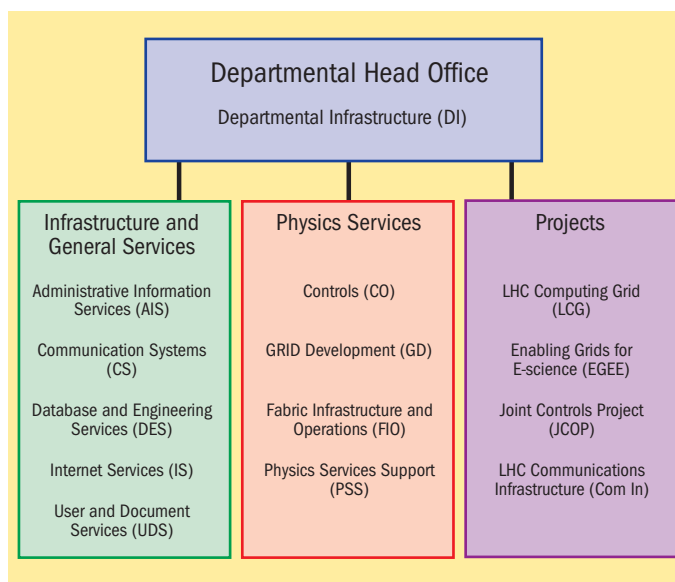 Departmental Head Office
Departmental Infrastructure (DI)
Infrastructure and
General Services
Administrative Information
Services (AIS)
Communication Systems
(CS)
Database and Engineering
Services (DES)
Internet Services (IS)
User and Document
Services (UDS)
Physics Services
Controls (CO)
GRID Development (GD)
Fabric Infrastructure and
Operations (FIO)
Physics Services Support
(PSS)
Projects
LHC Computing Grid
(LCG)
Enabling Grids for
E-science (EGEE)
Joint Controls Project
(JCOP)
LHC Communications
Infrastructure (Com In)